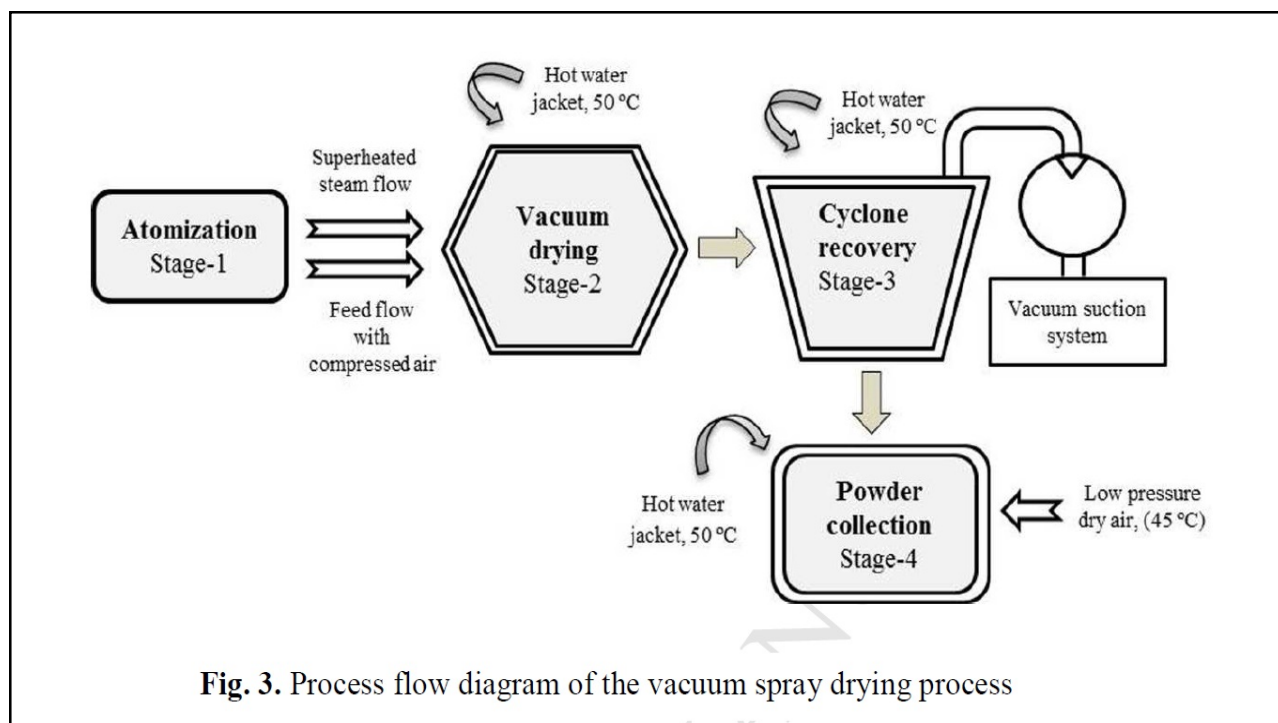 Hot water
jacket, 50 °C
Hot water
jacket, 50 °C
Superheated
steam flow
Atomization
Stage-1
Feed flow
with
compressed air
Vacuum
drying
Stage-2
Cyclone
recovery
Stage-3
Vacuum suction
system
Hot water
jacket, 50 °C
Powder
collection
Stage-4
Low pressure
dry air, (45 °C)
Fig. 3. Process flow diagram of the vacuum spray drying process